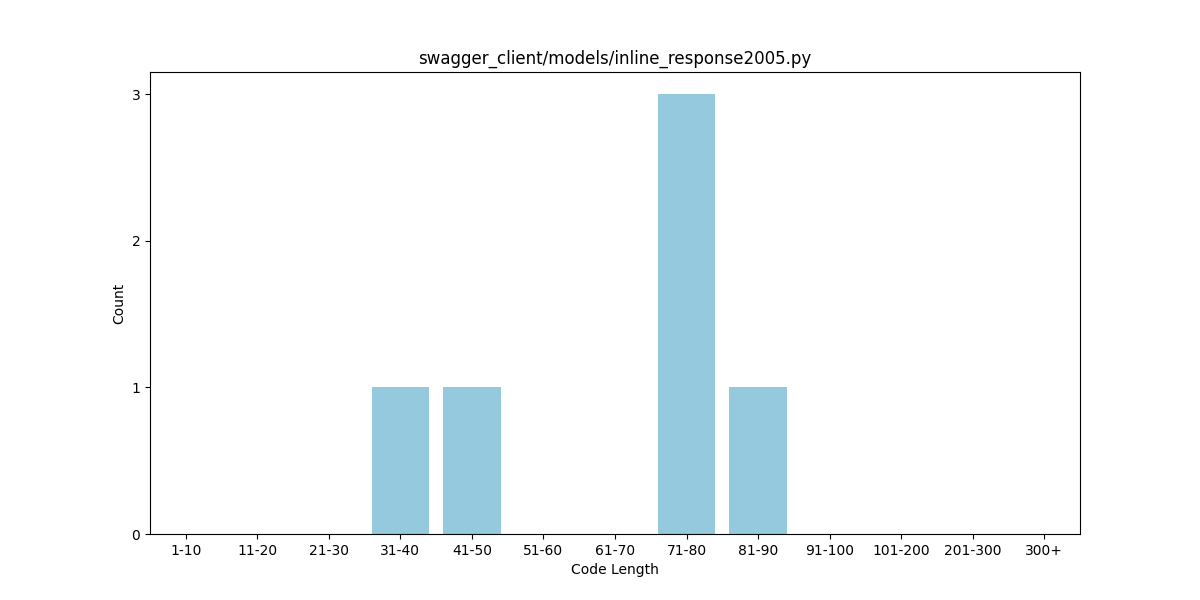 swagger_client/models/inline_response2005.py
3
2
1
0
Count
1-10 11-20 21-30 31-40 41-50 51-60 61-70 71-80 81-90 91-100 101-200 201-300 300+
Code Length